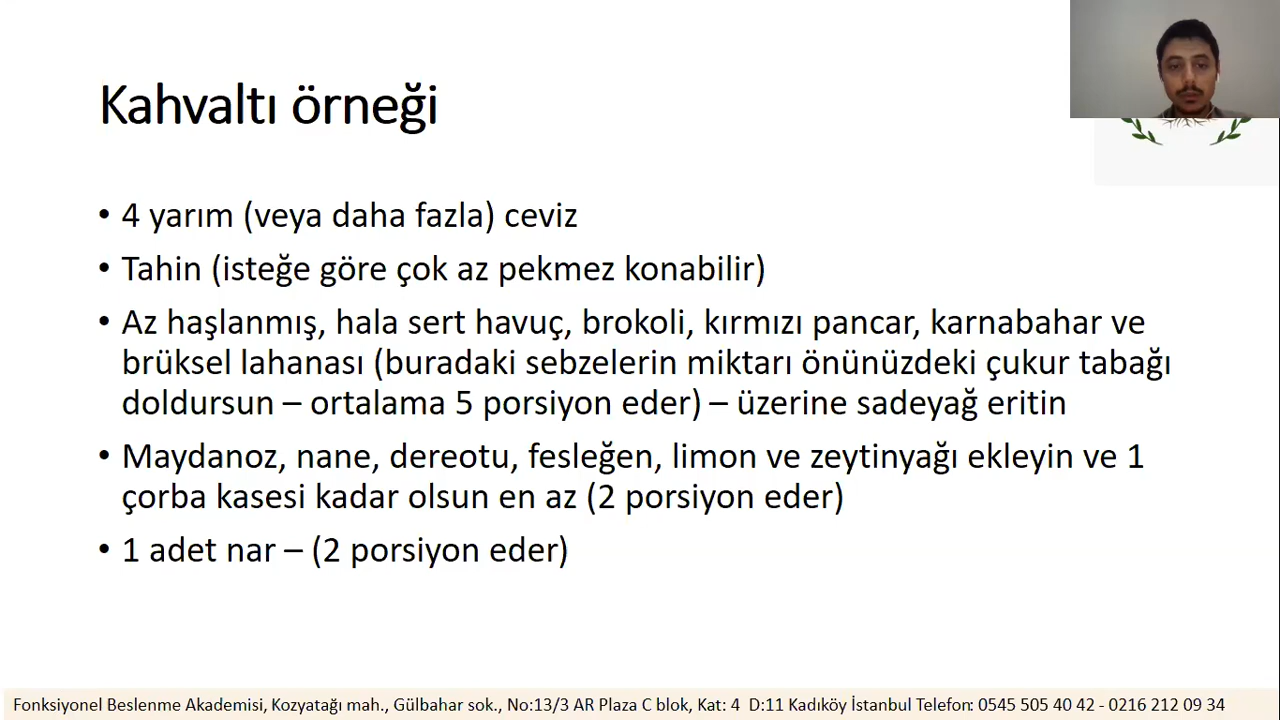 Kahvaltı örneği
• 4 yarım (veya daha fazla) ceviz
• Tahin (isteğe göre çok az pekmez konabilir)
• Az haşlanmış, hala sert havuç, brokoli, kırmızı pancar, karnabahar ve
brüksel lahanası (buradaki sebzelerin miktarı önünüzdeki çukur tabağı
doldursun – ortalama 5 porsiyon eder) – üzerine sadeyağ eritin
• Maydanoz, nane, dereotu, fesleğen, limon ve zeytinyağı ekleyin ve 1
çorba kasesi kadar olsun en az (2 porsiyon eder)
• 1 adet nar – (2 porsiyon eder)
Fonksiyonel Beslenme Akademisi, Kozyatağı mah., Gülbahar sok., No:13/3 AR Plaza C blok, Kat: 4 D:11 Kadıköy İstanbul Telefon: 0545 505 40 42 - 0216 212 09 34